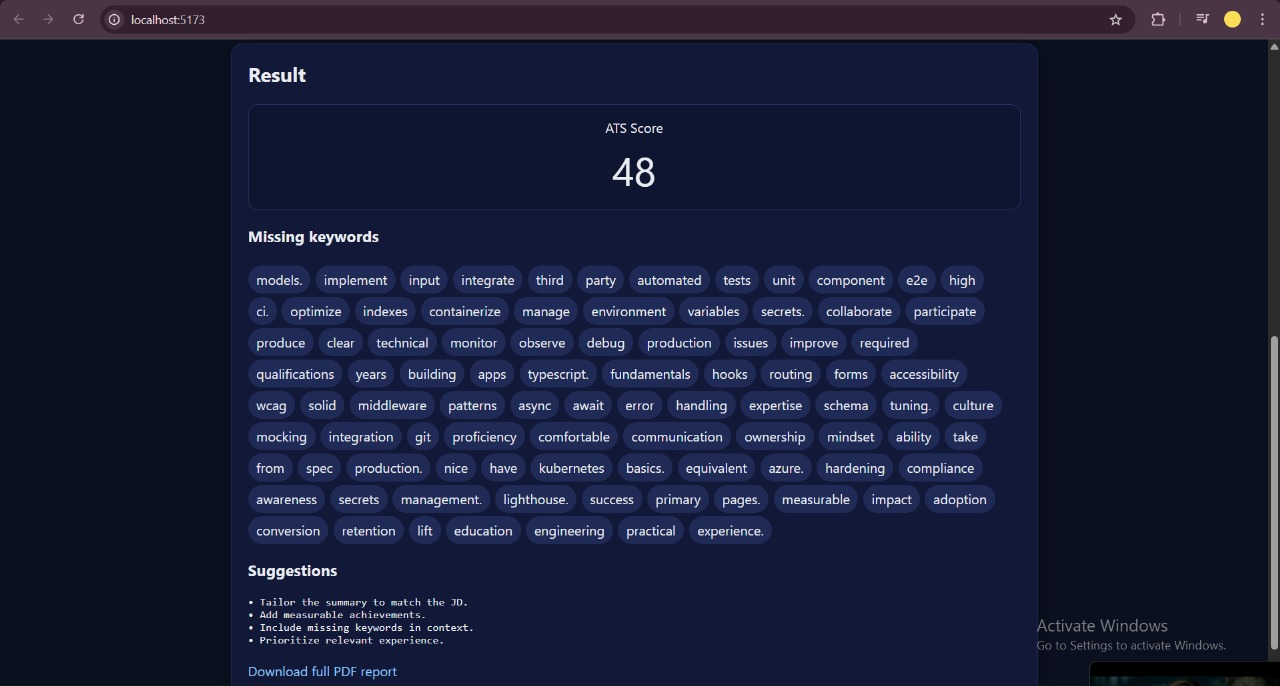 localhost:5173
Result
ATS Score
48
Missing keywords
models. implement input integrate third party automated tests unit component e2e high
ci. optimize indexes containerize manage environment variables secrets. collaborate participate
produce clear technical monitor observe debug production issues improve required
qualifications years building apps typescript. fundamentals hooks routing forms accessibility
wcag solid middleware patterns async await error handling expertise schema tuning. culture
mocking integration git proficiency comfortable communication ownership mindset ability take
from spec production. nice have kubernetes basics. equivalent azure. hardening compliance
awareness secrets management. lighthouse. success primary pages. measurable impact adoption
conversion retention lift education engineering practical experience.
Suggestions
• Tailor the summary to match the JD.
• Add measurable achievements.
• Include missing keywords in context.
• Prioritize relevant experience.
Activate Windows
Go to Settings to activate Windows.
Download full PDF report